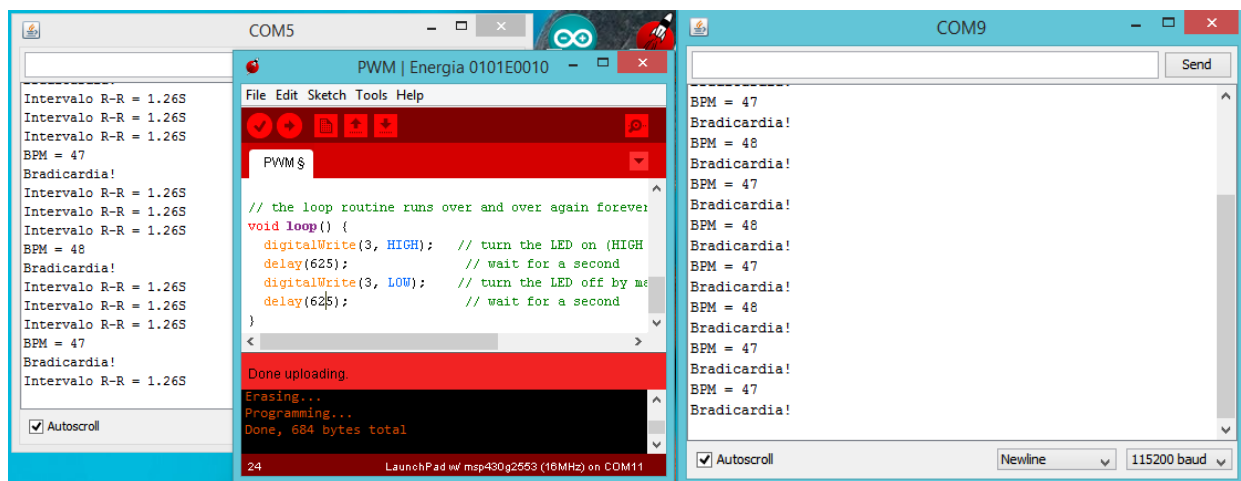 COM5
Intervalo R-R = 1.26S
Intervalo R-R = 1.26S
Intervalo R-R = 1.26S
BPM = 47
Bradicardia!
Intervalo R-R = 1.26S
Intervalo R-R = 1.26S
Intervalo R-R = 1.26S
BPM = 48
Bradicardia!
Intervalo R-R = 1.26S
Intervalo R-R = 1.26S
Intervalo R-R = 1.26S
BPM = 47
Bradicardia!
Intervalo R-R = 1.26S
Autoscroll
PWM | Energia 0101E0010
File Edit Sketch Tools Help
PWM §
// the loop routine runs over and over again forever
void loop() {
digitalWrite(3, HIGH);   // turn the LED on (HIGH
delay(625);               // wait for a second
digitalWrite(3, LOW);    // turn the LED off by ma
delay(625);               // wait for a second
}
Done uploading.
Erasing...
Programming...
Done, 684 bytes total
24 LaunchPad w/ msp430g2553 (16MHz) on COM11
COM9
Send
BPM = 47
Bradicardia!
BPM = 48
Bradicardia!
BPM = 47
Bradicardia!
BPM = 48
Bradicardia!
BPM = 47
Bradicardia!
BPM = 48
Bradicardia!
BPM = 47
Bradicardia!
BPM = 47
Bradicardia!
Autoscroll
Newline
115200 baud